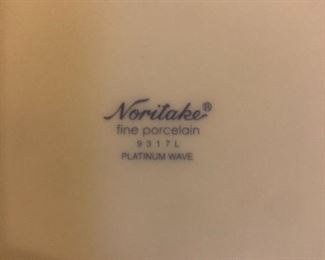 Noritake®
fine porcelain
9317L
PLATINUM WAVE